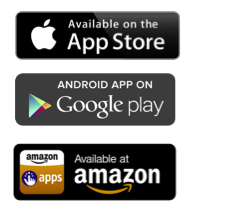 Available on the
App Store
ANDROID APP ON
Google play
amazon
apps
Available at
amazon